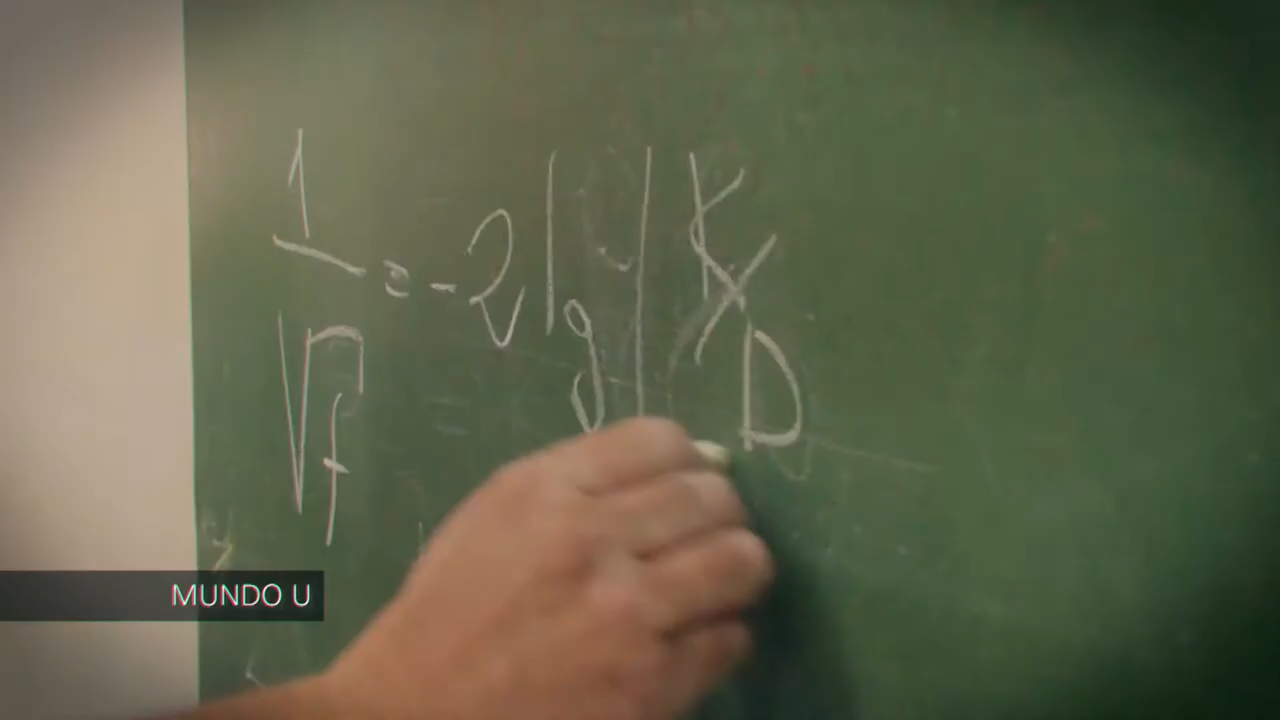 1/√f = -2 lg | K/D
MUNDO U